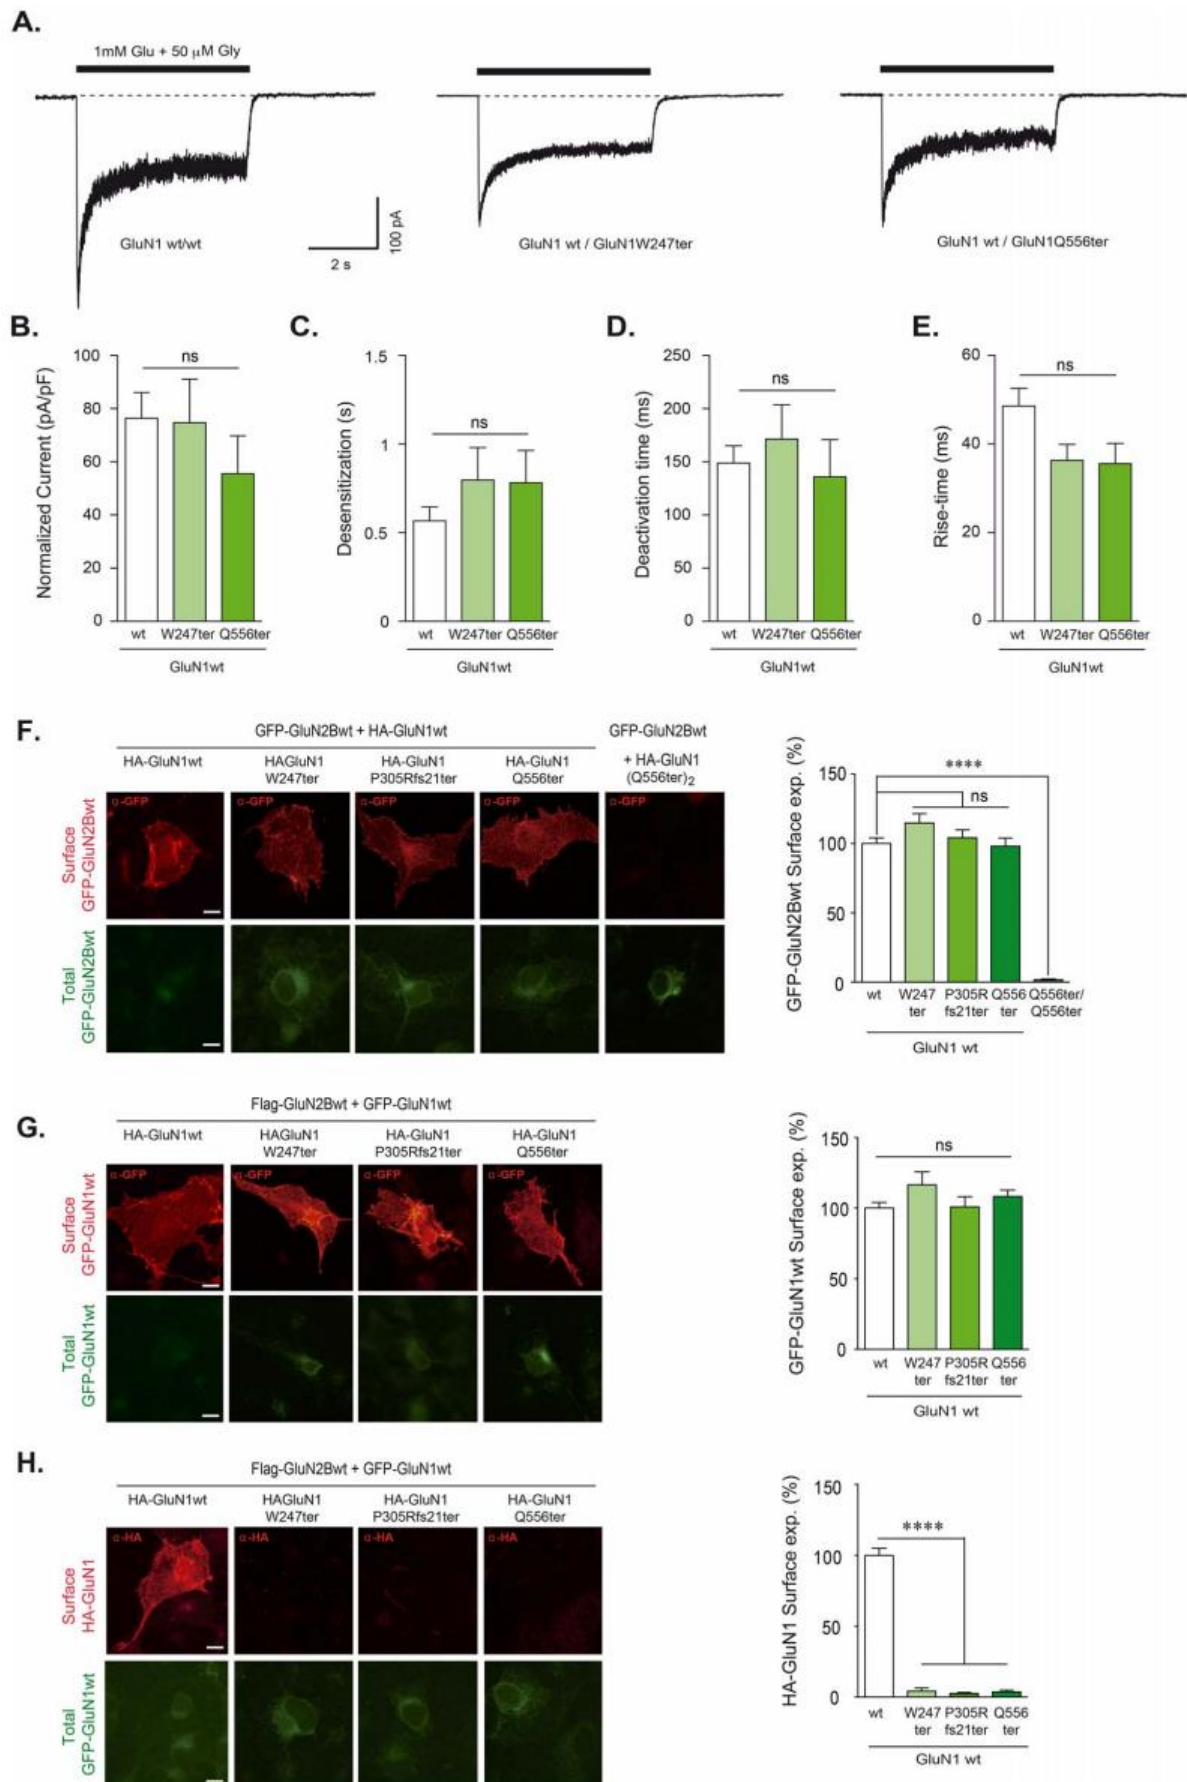 A.
1mM Glu + 50 μM Gly
GluN1 wt/wt
100 pA
2 s
GluN1 wt / GluN1W247ter
GluN1 wt / GluN1Q556ter
B.
Normalized Current (pA/pF)
100
80
60
40
20
0
ns
wt W247ter Q556ter
GluN1wt
C.
Desensitization (s)
1.5
1
0.5
0
ns
wt W247ter Q556ter
GluN1wt
D.
Deactivation time (ms)
250
200
150
100
50
0
ns
wt W247ter Q556ter
GluN1wt
E.
Rise-time (ms)
60
40
20
0
ns
wt W247ter Q556ter
GluN1wt
F.
GFP-GluN2Bwt + HA-GluN1wt
GFP-GluN2Bwt
+ HA-GluN1
(Q556ter)2
HA-GluN1wt
HAGluN1
W247ter
HA-GluN1
P305Rfs21ter
HA-GluN1
Q556ter
Surface
GFP-GluN2Bwt
α-GFP
α-GFP
α-GFP
α-GFP
α-GFP
Total
GFP-GluN2Bwt
GFP-GluN2Bwt Surface exp. (%)
150
100
50
0
****
ns
wt
W247
ter
P305R
fs21ter
Q556
ter
Q556ter/
Q556ter
GluN1 wt
G.
Flag-GluN2Bwt + GFP-GluN1wt
HA-GluN1wt
HAGluN1
W247ter
HA-GluN1
P305Rfs21ter
HA-GluN1
Q556ter
Surface
GFP-GluN1wt
α-GFP
α-GFP
α-GFP
α-GFP
Total
GFP-GluN1wt
GFP-GluN1wt Surface exp. (%)
150
100
50
0
ns
wt
W247
ter
P305R
fs21ter
Q556
ter
GluN1 wt
H.
Flag-GluN2Bwt + GFP-GluN1wt
HA-GluN1wt
HAGluN1
W247ter
HA-GluN1
P305Rfs21ter
HA-GluN1
Q556ter
Surface
HA-GluN1
α-HA
α-HA
α-HA
α-HA
Total
GFP-GluN1wt
HA-GluN1 Surface exp. (%)
150
100
50
0
****
wt
W247
ter
P305R
fs21ter
Q556
ter
GluN1 wt